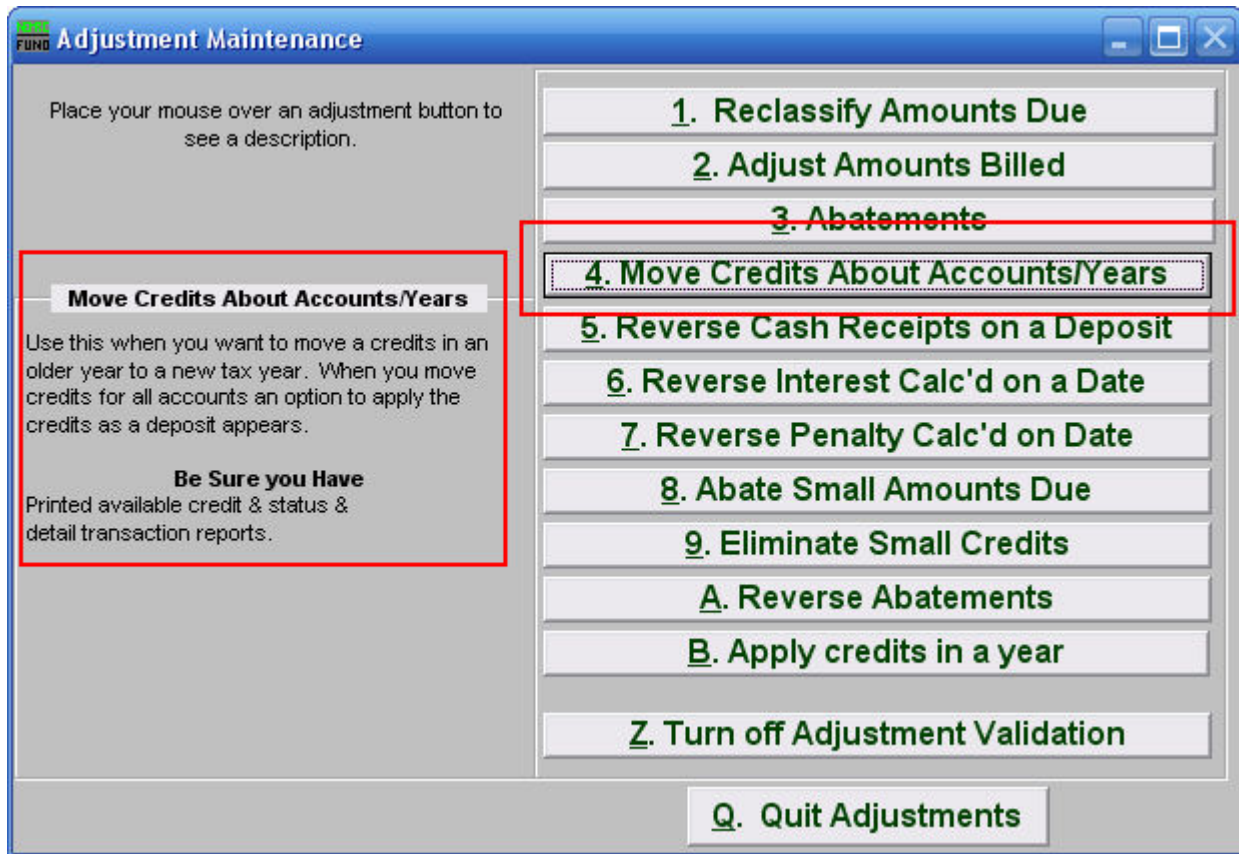 FUND Adjustment Maintenance
Place your mouse over an adjustment button to
see a description.
Move Credits About Accounts/Years
Use this when you want to move a credits in an
older year to a new tax year. When you move
credits for all accounts an option to apply the
credits as a deposit appears.
Be Sure you Have
Printed available credit & status &
detail transaction reports.
1. Reclassify Amounts Due
2. Adjust Amounts Billed
3. Abatements
4. Move Credits About Accounts/Years
5. Reverse Cash Receipts on a Deposit
6. Reverse Interest Calc'd on a Date
7. Reverse Penalty Calc'd on Date
8. Abate Small Amounts Due
9. Eliminate Small Credits
A. Reverse Abatements
B. Apply credits in a year
Z. Turn off Adjustment Validation
Q. Quit Adjustments